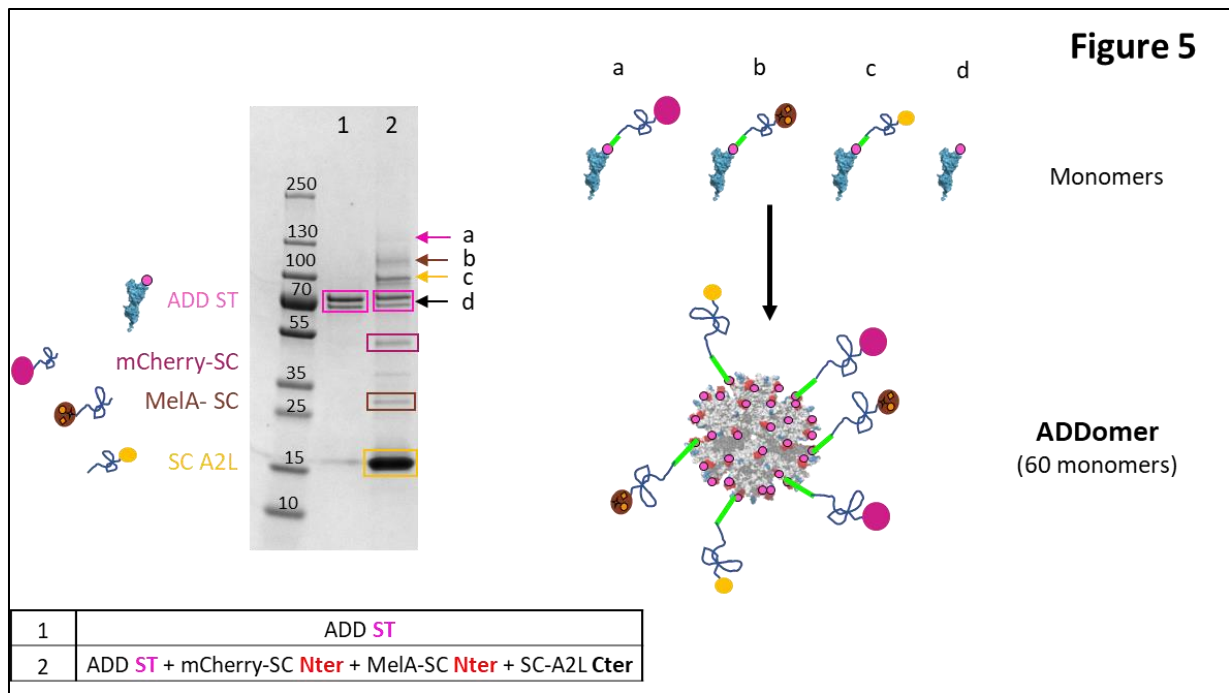 Figure 5
a b c d
Monomers
1 2
250
130
100
70
55
35
25
15
10
a
b
c
d
ADD ST
mCherry-SC
MelA- SC
SC A2L
ADDomer
(60 monomers)
1 ADD ST
2 ADD ST + mCherry-SC Nter + MelA-SC Nter + SC-A2L Cter